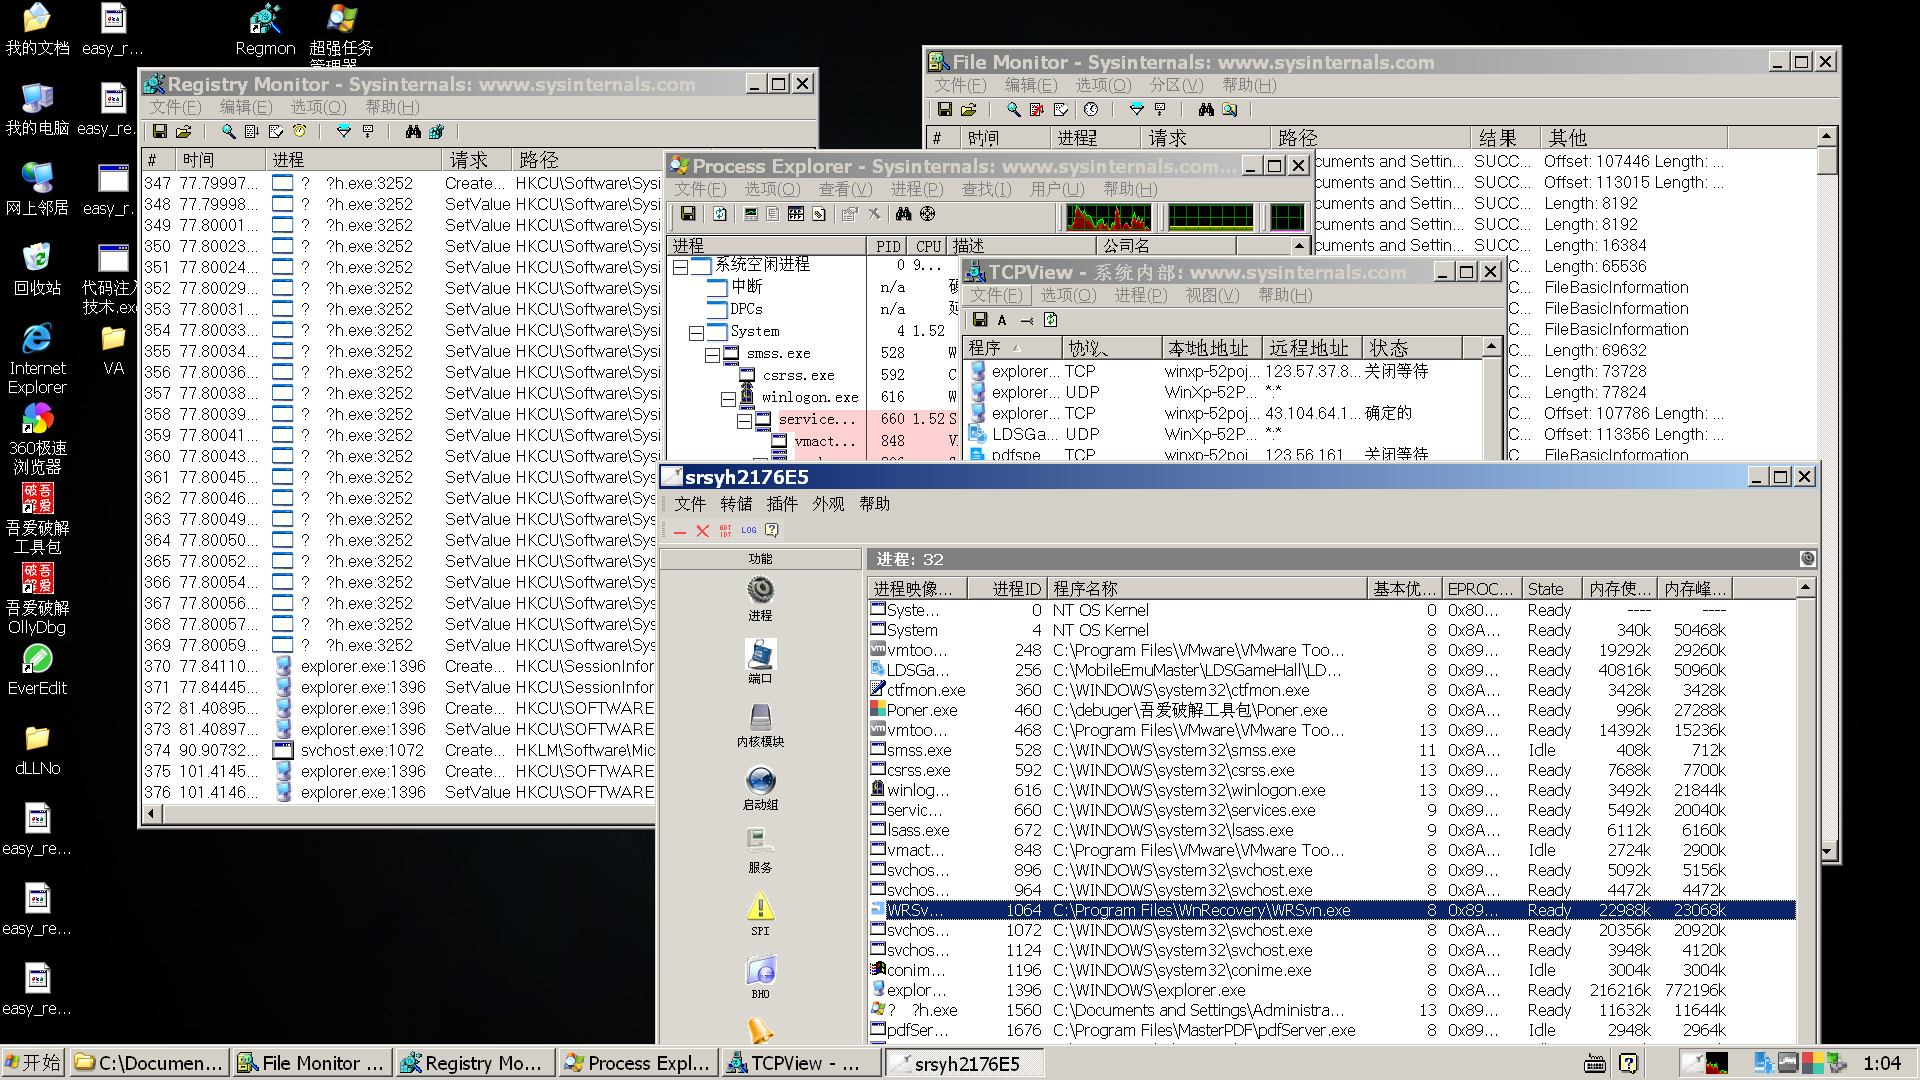 我的文档
easy_r...
Regmon
超强任务
管理器
我的电脑
easy_re...
网上邻居
easy_r...
回收站
代码注入
技术.exe
Internet
Explorer
VA
360极速
浏览器
吾爱破解
工具包
吾爱破解
OllyDbg
EverEdit
dLLNo
easy_re...
easy_re...
easy_re...
Registry Monitor - Sysinternals: www.sysinternals.com
文件(F) 编辑(E) 选项(O) 帮助(H)
# 时间 进程 请求 路径
347 77.79997... ? ?h.exe:3252 Create... HKCU\Software\Sysi
348 77.79998... ? ?h.exe:3252 SetValue HKCU\Software\Sysi
349 77.80001... ? ?h.exe:3252 SetValue HKCU\Software\Sysi
350 77.80023... ? ?h.exe:3252 SetValue HKCU\Software\Sysi
351 77.80024... ? ?h.exe:3252 SetValue HKCU\Software\Sysi
352 77.80029... ? ?h.exe:3252 SetValue HKCU\Software\Sysi
353 77.80031... ? ?h.exe:3252 SetValue HKCU\Software\Sysi
354 77.80033... ? ?h.exe:3252 SetValue HKCU\Software\Sysi
355 77.80034... ? ?h.exe:3252 SetValue HKCU\Software\Sysi
356 77.80036... ? ?h.exe:3252 SetValue HKCU\Software\Sysi
357 77.80038... ? ?h.exe:3252 SetValue HKCU\Software\Sysi
358 77.80039... ? ?h.exe:3252 SetValue HKCU\Software\Sysi
359 77.80041... ? ?h.exe:3252 SetValue HKCU\Software\Sysi
360 77.80043... ? ?h.exe:3252 SetValue HKCU\Software\Sysi
361 77.80045... ? ?h.exe:3252 SetValue HKCU\Software\Sys
362 77.80046... ? ?h.exe:3252 SetValue HKCU\Software\Sys
363 77.80049... ? ?h.exe:3252 SetValue HKCU\Software\Sys
364 77.80050... ? ?h.exe:3252 SetValue HKCU\Software\Sys
365 77.80052... ? ?h.exe:3252 SetValue HKCU\Software\Sys
366 77.80054... ? ?h.exe:3252 SetValue HKCU\Software\Sys
367 77.80056... ? ?h.exe:3252 SetValue HKCU\Software\Sys
368 77.80057... ? ?h.exe:3252 SetValue HKCU\Software\Sys
369 77.80059... ? ?h.exe:3252 SetValue HKCU\Software\Sys
370 77.84110... explorer.exe:1396 Create... HKCU\SessionInfor
371 77.84445... explorer.exe:1396 SetValue HKCU\SessionInfor
372 81.40895... explorer.exe:1396 Create... HKCU\SOFTWARE
373 81.40897... explorer.exe:1396 SetValue HKCU\SOFTWARE
374 90.90732... svchost.exe:1072 Create... HKLM\Software\Mic
375 101.4145... explorer.exe:1396 Create... HKCU\SOFTWARE
376 101.4146... explorer.exe:1396 SetValue HKCU\SOFTWARE
File Monitor - Sysinternals: www.sysinternals.com
文件(F) 编辑(E) 选项(O) 分区(V) 帮助(H)
# 时间 进程 请求 路径 结果 其他
cuments and Settin... SUCC... Offset: 107446 Length: ...
cuments and Settin... SUCC... Offset: 113015 Length: ...
cuments and Settin... SUCC... Length: 8192
cuments and Settin... SUCC... Length: 8192
cuments and Settin... SUCC... Length: 16384
C... Length: 65536
C... FileBasicInformation
C... FileBasicInformation
C... FileBasicInformation
C... Length: 69632
C... Length: 73728
C... Length: 77824
C... Offset: 107786 Length: ...
C... Offset: 113356 Length: ...
C... FileBasicInformation
Process Explorer - Sysinternals: www.sysinternals.com...
文件(F) 选项(O) 查看(V) 进程(P) 查找(I) 用户(U) 帮助(H)
进程 PID CPU 描述 公司名
系统空闲进程 0 9...
中断 n/a
DPCs n/a
System 4 1.52
smss.exe 528 W
csrss.exe 592 C
winlogon.exe 616 W
service... 660 1.52 S
vmact... 848
TCPView - 系统内部: www.sysinternals.com
文件(F) 选项(O) 进程(P) 视图(V) 帮助(H)
A
程序 协议 本地地址 远程地址 状态
explorer... TCP winxp-52poj... 123.57.37.8... 关闭等待
explorer... UDP WinXp-52P... *:*
explorer... TCP winxp-52poj... 43.104.64.1... 确定的
LDSGa... UDP WinXp-52P... *:*
pdfspe... TCP winxp-52poj... 123.56.161... 关闭等待
srsyh2176E5
文件 转储 插件 外观 帮助
GDT
IDT LOG
功能
进程
端口
内核模块
启动组
服务
SPI
BHO
进程: 32
进程映像... 进程ID 程序名称 基本优... EPROC... State 内存使... 内存峰...
Syste... 0 NT OS Kernel 0 0x80... Ready ---- ----
System 4 NT OS Kernel 8 0x8A... Ready 340k 50468k
vmtoo... 248 C:\Program Files\VMware\VMware Too... 8 0x89... Ready 19292k 29260k
LDSGa... 256 C:\MobileEmuMaster\LDSGameHall\LD... 8 0x89... Ready 40816k 50960k
ctfmon.exe 360 C:\WINDOWS\system32\ctfmon.exe 8 0x8A... Ready 3428k 3428k
Poner.exe 460 C:\debuger\吾爱破解工具包\Poner.exe 8 0x8A... Ready 996k 27288k
vmtoo... 468 C:\Program Files\VMware\VMware Too... 13 0x89... Ready 14392k 15236k
smss.exe 528 C:\WINDOWS\system32\smss.exe 11 0x8A... Idle 408k 712k
csrss.exe 592 C:\WINDOWS\system32\csrss.exe 13 0x89... Ready 7688k 7700k
winlog... 616 C:\WINDOWS\system32\winlogon.exe 13 0x89... Ready 3492k 21844k
servic... 660 C:\WINDOWS\system32\services.exe 9 0x89... Ready 5492k 20040k
lsass.exe 672 C:\WINDOWS\system32\lsass.exe 9 0x8A... Ready 6112k 6160k
vmact... 848 C:\Program Files\VMware\VMware Too... 8 0x8A... Idle 2724k 2900k
svchos... 896 C:\WINDOWS\system32\svchost.exe 8 0x8A... Ready 5092k 5156k
svchos... 964 C:\WINDOWS\system32\svchost.exe 8 0x8A... Ready 4472k 4472k
WRSv... 1064 C:\Program Files\WnRecovery\WRSvn.exe 8 0x89... Ready 22988k 23068k
svchos... 1072 C:\WINDOWS\system32\svchost.exe 8 0x89... Ready 20356k 20920k
svchos... 1124 C:\WINDOWS\system32\svchost.exe 8 0x89... Ready 3948k 4120k
conim... 1196 C:\WINDOWS\system32\conime.exe 8 0x8A... Idle 3004k 3004k
explor... 1396 C:\WINDOWS\explorer.exe 8 0x8A... Ready 216216k 772196k
? ?h.exe 1560 C:\Documents and Settings\Administra... 13 0x89... Ready 11632k 11644k
pdfSer... 1676 C:\Program Files\MasterPDF\pdfServer.exe 8 0x89... Idle 2948k 2964k
开始 C:\Documen... File Monitor ... Registry Mo... Process Expl... TCPView - ... srsyh2176E5 1:04